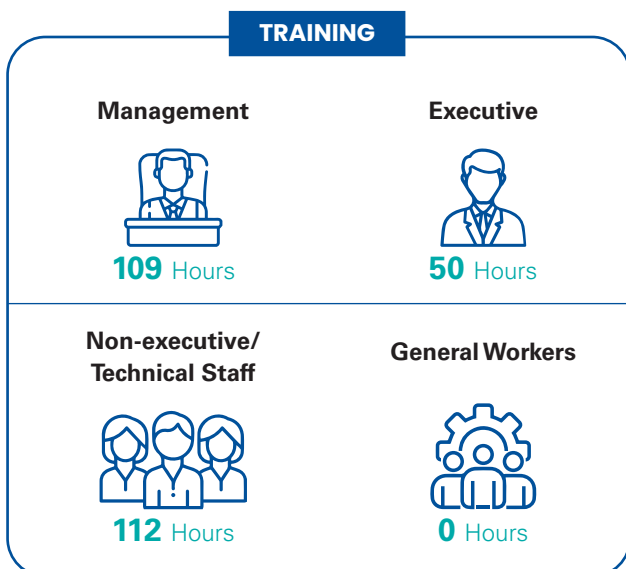 TRAINING
Management
109 Hours
Executive
50 Hours
Non-executive/
Technical Staff
112 Hours
General Workers
0 Hours